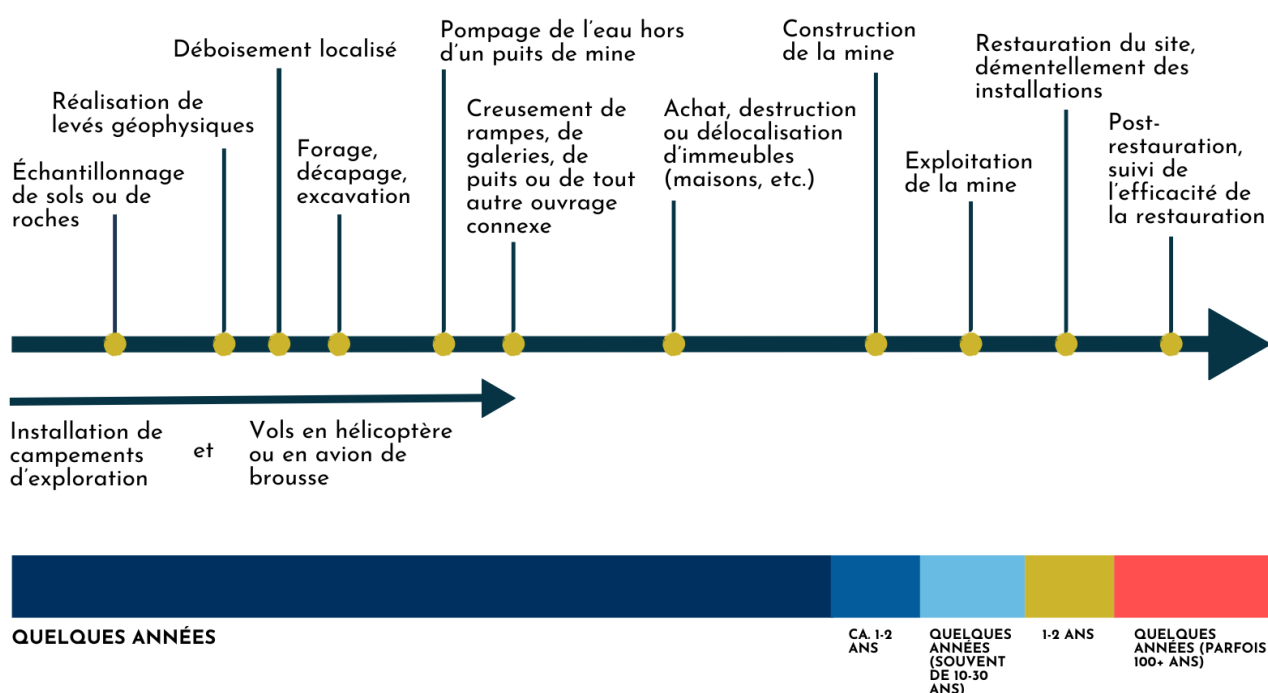 Échantillonnage
de sols ou de
roches
Réalisation de
levés géophysiques
Déboisement localisé
Forage,
décapage,
excavation
Pompage de l'eau hors
d'un puits de mine
Creusement de
rampes, de
galeries, de
puits ou de tout
autre ouvrage
connexe
Achat, destruction
ou délocalisation
d'immeubles
(maisons, etc.)
Construction
de la mine
Exploitation
de la mine
Restauration du site,
démentellement des
installations
Post-
restauration,
suivi de
l'efficacité de
la restauration
Installation de
campements
d'exploration
et
Vols en hélicoptère
ou en avion de
brousse
QUELQUES ANNÉES
CA. 1-2
ANS
QUELQUES
ANNÉES
(SOUVENT
DE 10-30
ANS)
1-2 ANS
QUELQUES
ANNÉES (PARFOIS
100+ ANS)